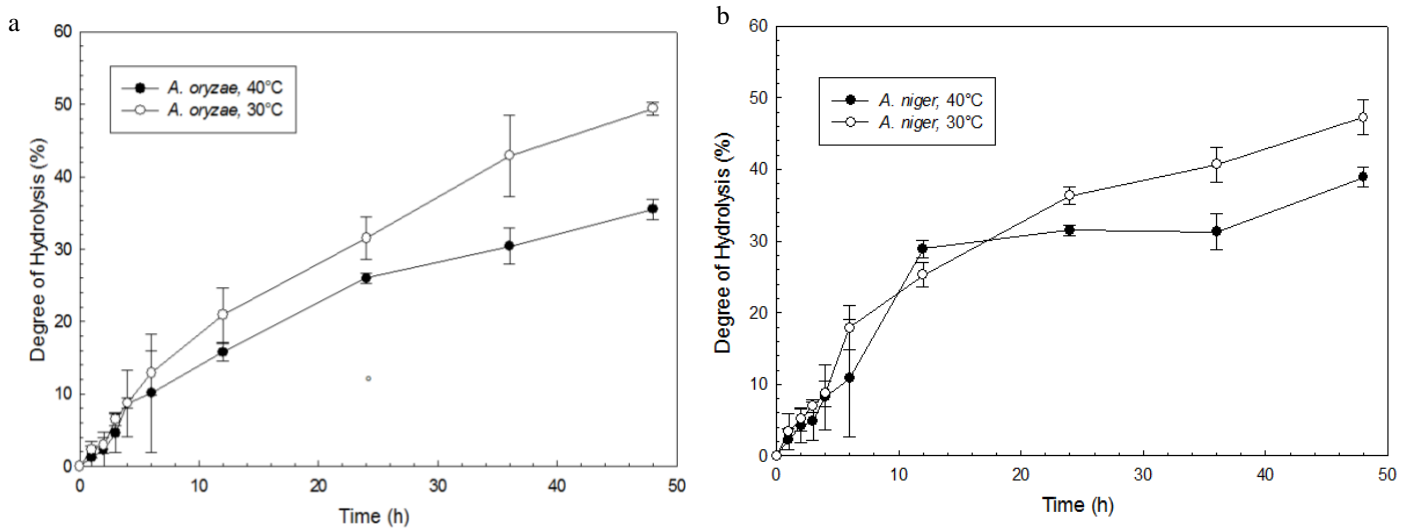 a
60
50
40
30
20
10
0
Degree of Hydrolysis (%)
A. oryzae, 40°C
A. oryzae, 30°C
0 10 20 30 40 50
Time (h)
b
60
50
40
30
20
10
0
Degree of Hydrolysis (%)
A. niger, 40°C
A. niger, 30°C
0 10 20 30 40 50
Time (h)